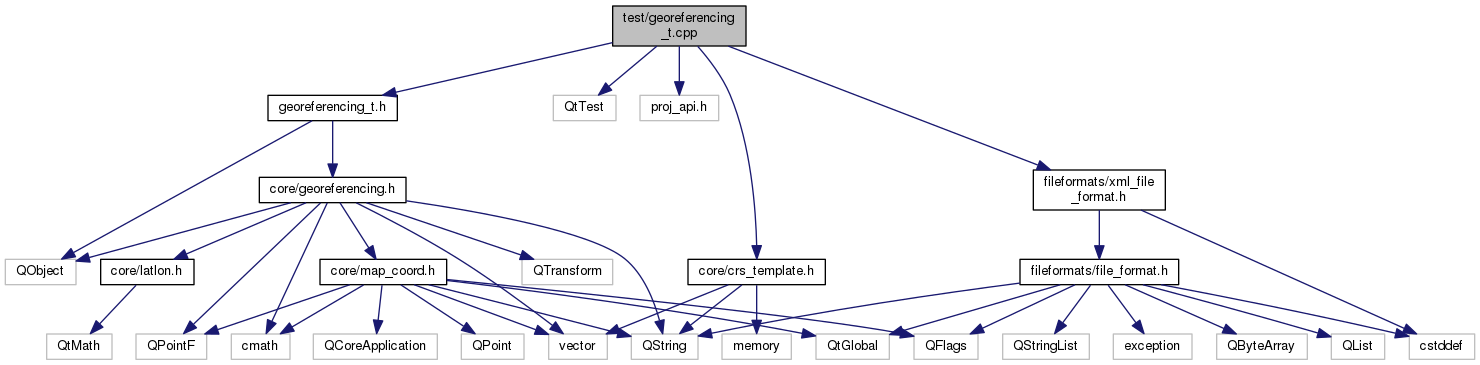 test/georeferencing
_t.cpp
georeferencing_t.h
QtTest
proj_api.h
core/georeferencing.h
fileformats/xml_file
_format.h
QObject
core/latlon.h
core/map_coord.h
QTransform
core/crs_template.h
fileformats/file_format.h
QtMath
QPointF
cmath
QCoreApplication
QPoint
vector
QString
memory
QtGlobal
QFlags
QStringList
exception
QByteArray
QList
cstddef